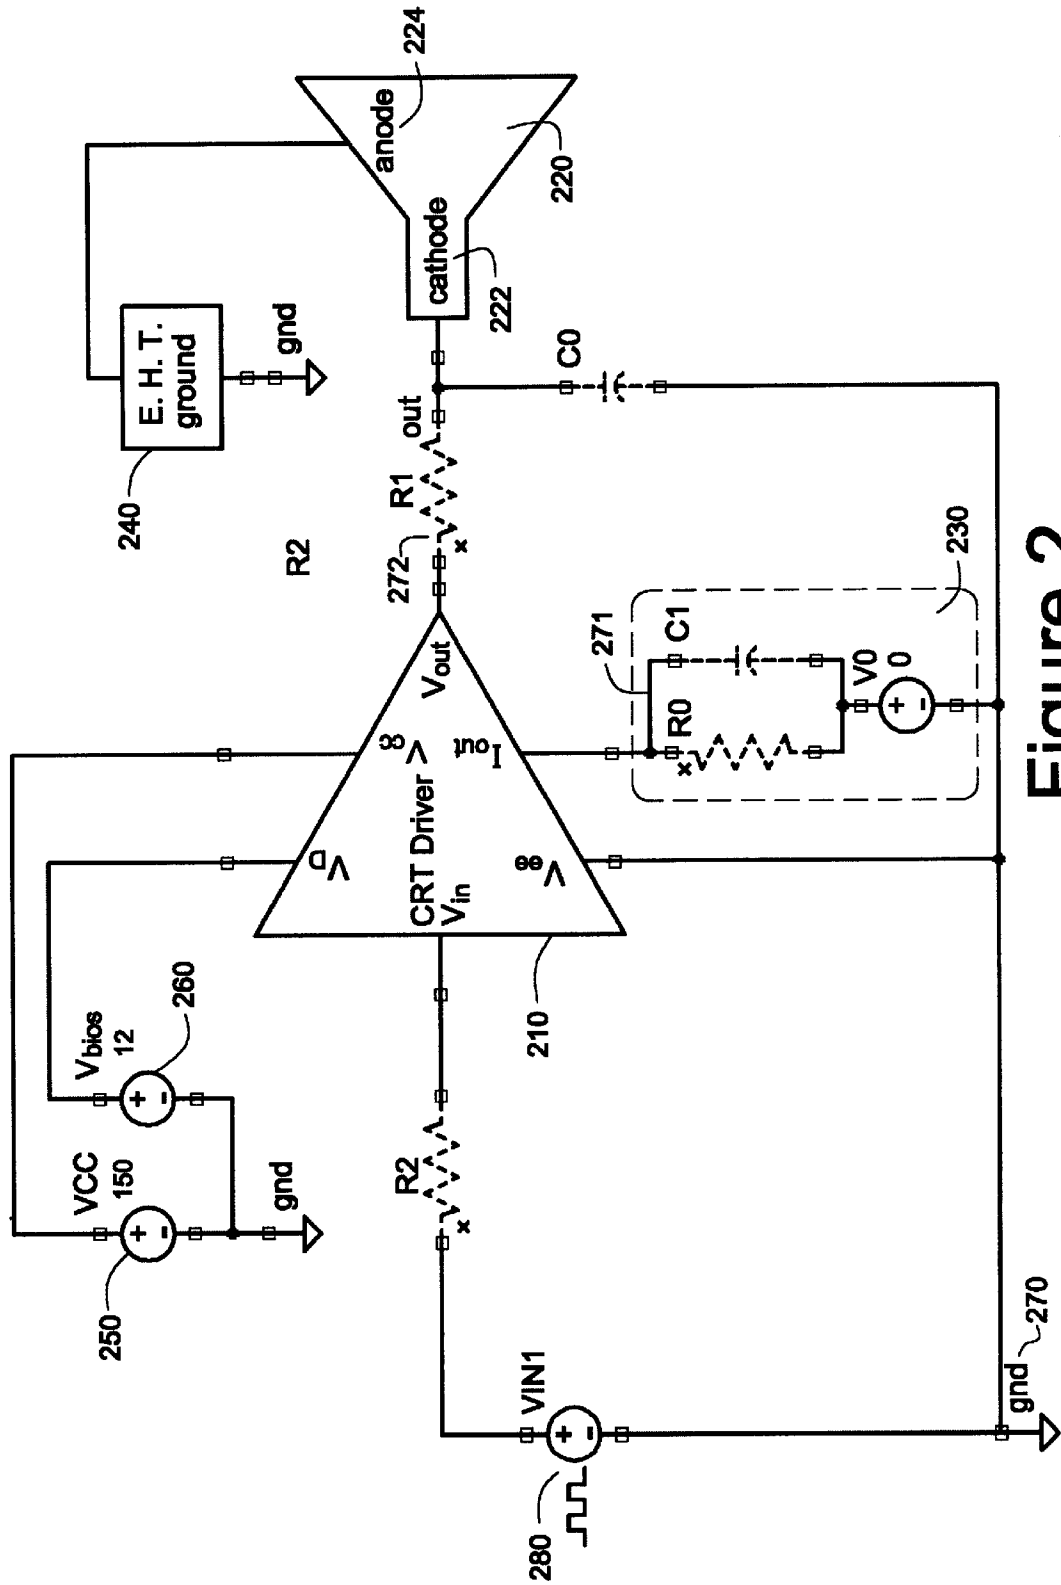 VCC
150
250
Vbios
12
260
gnd
E. H. T.
ground
240
gnd
anode
224
cathode
222
220
R2
VD
Vcc
CRT Driver
Vin
Vee
Iout
Vout
210
272
R1
out
C0
R2
271
R0
C1
V0
0
230
VIN1
280
gnd
270
Figure 2